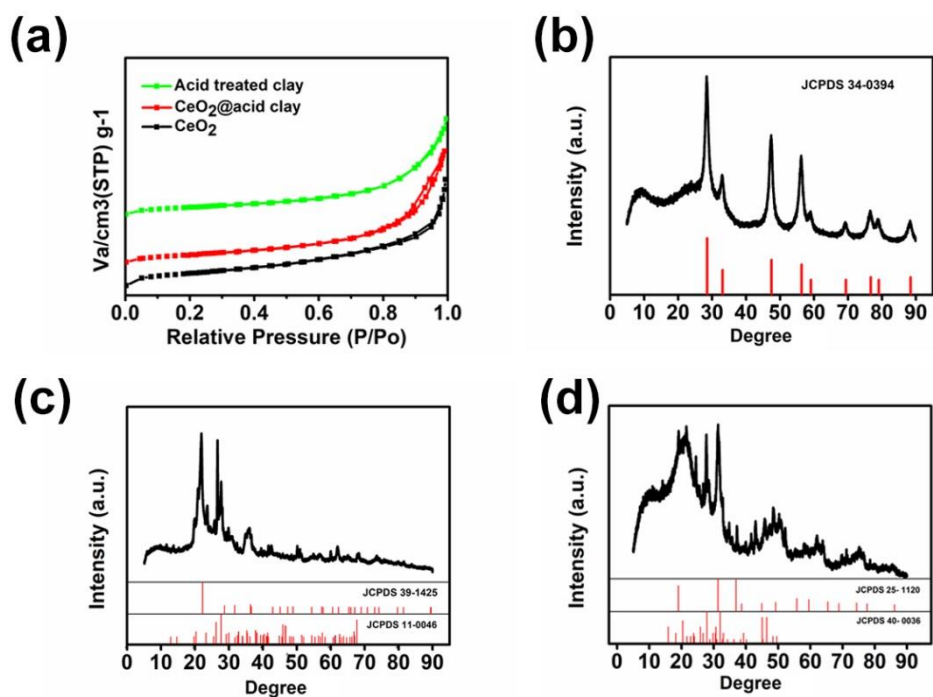 (a)
Acid treated clay
CeO2@acid clay
CeO2
Va/cm3(STP) g-1
0.0 0.2 0.4 0.6 0.8 1.0
Relative Pressure (P/Po)
(b)
JCPDS 34-0394
Intensity (a.u.)
0 10 20 30 40 50 60 70 80 90
Degree
(c)
Intensity (a.u.)
JCPDS 39-1425
JCPDS 11-0046
0 10 20 30 40 50 60 70 80 90
Degree
(d)
Intensity (a.u.)
JCPDS 25- 1120
JCPDS 40- 0036
0 10 20 30 40 50 60 70 80 90
Degree